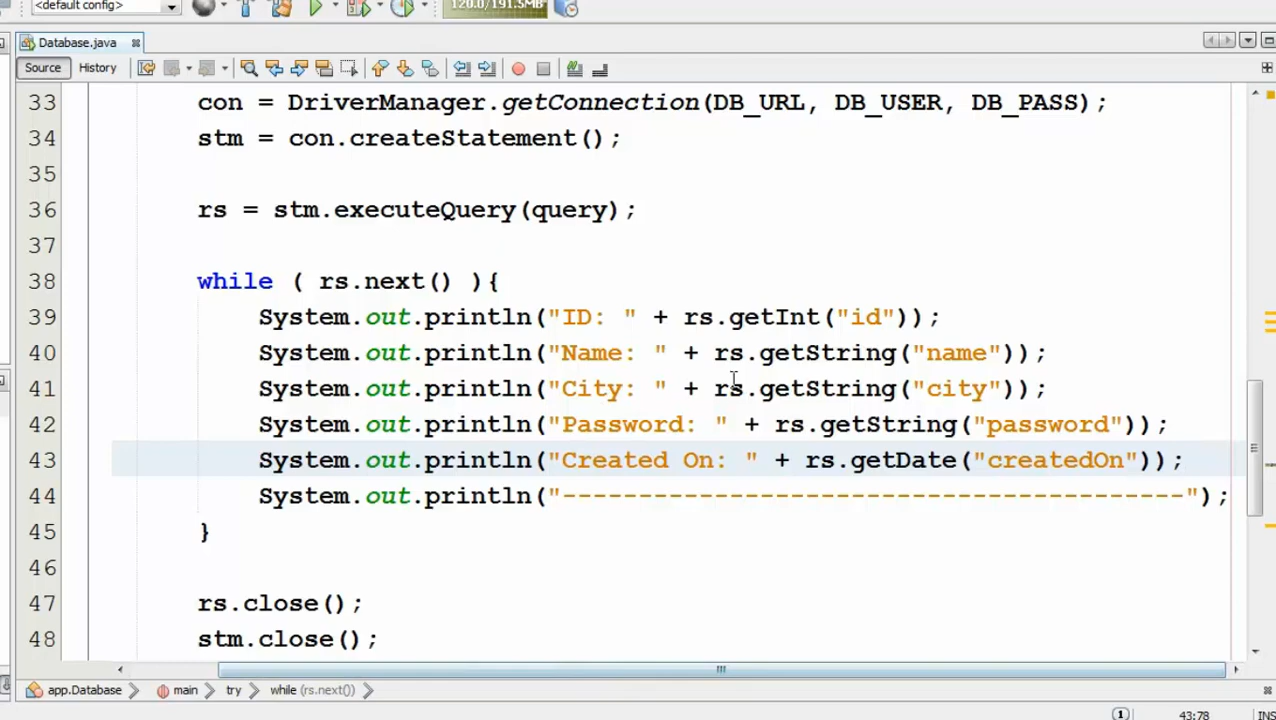 <default config>
120.0/191.5MB
Database.java
Source History
33 con = DriverManager.getConnection(DB_URL, DB_USER, DB_PASS);
34 stm = con.createStatement();
35
36 rs = stm.executeQuery(query);
37
38 while ( rs.next() ){
39 System.out.println("ID: " + rs.getInt("id"));
40 System.out.println("Name: " + rs.getString("name"));
41 System.out.println("City: " + rs.getString("city"));
42 System.out.println("Password: " + rs.getString("password"));
43 System.out.println("Created On: " + rs.getDate("createdOn"));
44 System.out.println("-----------------------------------------");
45 }
46
47 rs.close();
48 stm.close();
app.Database main try while (rs.next())
1 43:78 INS